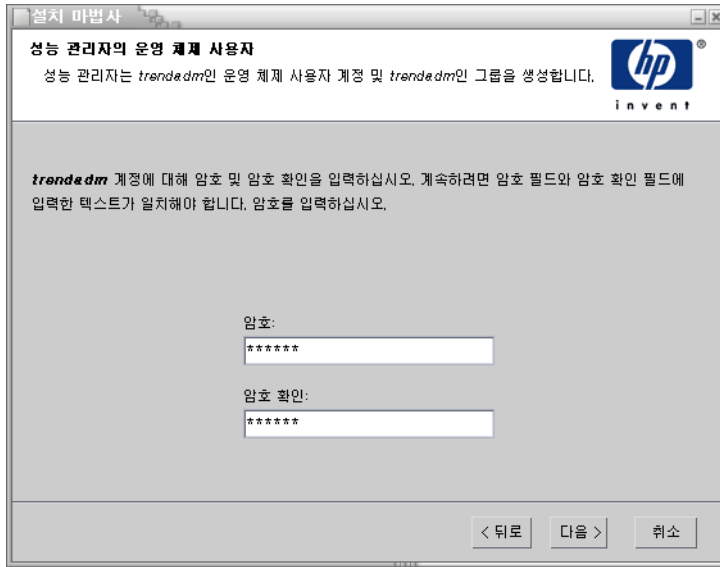 설치 마법사
성능 관리자의 운영 체제 사용자
성능 관리자는 trendadm인 운영 체제 사용자 계정 및 trendadm인 그룹을 생성합니다.
hp
®
invent
trendadm 계정에 대해 암호 및 암호 확인을 입력하십시오. 계속하려면 암호 필드와 암호 확인 필드에
입력한 텍스트가 일치해야 합니다. 암호를 입력하십시오.
암호:
******
암호 확인:
******
< 뒤로 다음 > 취소